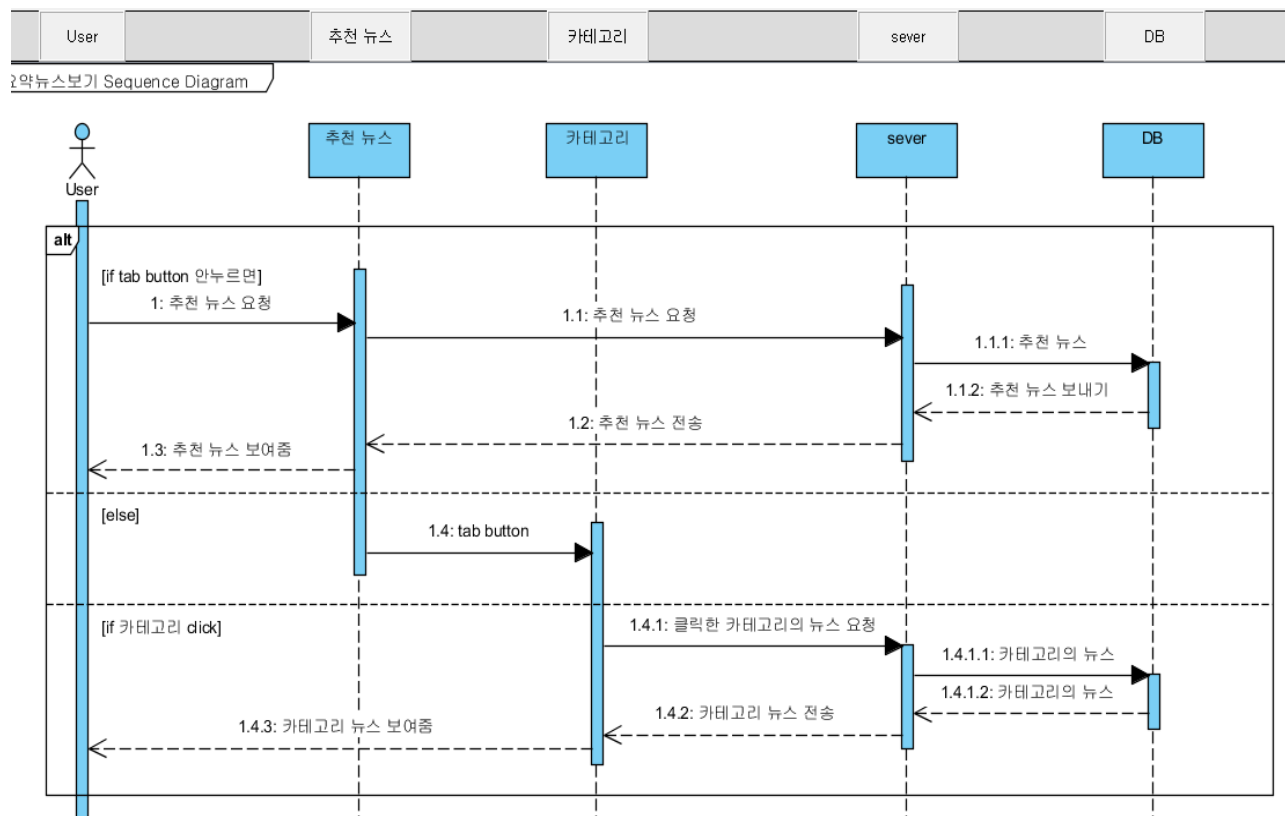 User 추천 뉴스 카테고리 sever DB
요약뉴스보기 Sequence Diagram
추천 뉴스 카테고리 sever DB
User
alt
[if tab button 안누르면]
1: 추천 뉴스 요청
1.1: 추천 뉴스 요청
1.1.1: 추천 뉴스
1.1.2: 추천 뉴스 보내기
1.2: 추천 뉴스 전송
1.3: 추천 뉴스 보여줌
[else]
1.4: tab button
[if 카테고리 click]
1.4.1: 클릭한 카테고리의 뉴스 요청
1.4.1.1: 카테고리의 뉴스
1.4.1.2: 카테고리의 뉴스
1.4.2: 카테고리 뉴스 전송
1.4.3: 카테고리 뉴스 보여줌